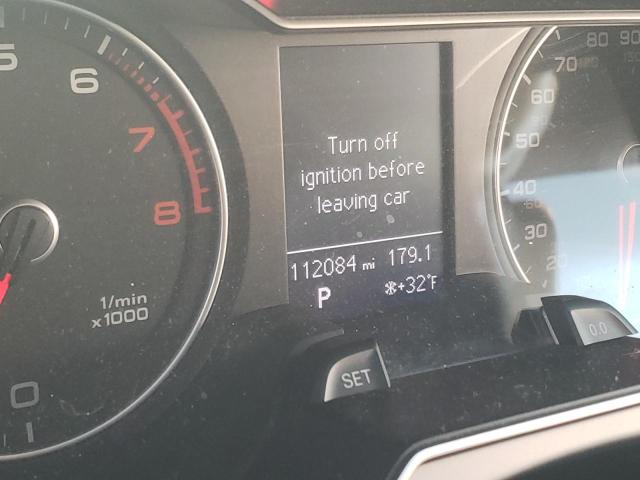 5
6
7
8
1/min
x1000
0
Turn off
ignition before
leaving car
112084 mi 179.1
P +32°F
SET
0.0
20
30
40
50
60
70
80
90
60